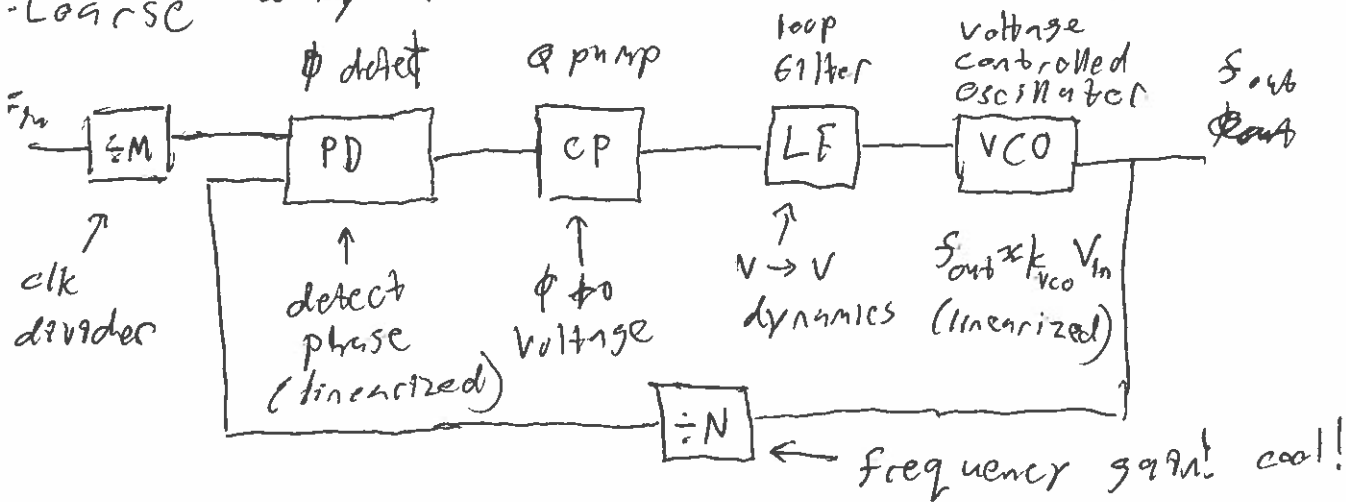 -Coarse
ϕ detect
Q pump
loop
filter
voltage
controlled
oscillator
fout
ϕout
fin
÷M
PD
CP
LF
VCO
clk
divider
detect
phase
(linearized)
ϕ to
voltage
V → V
dynamics
fout ≈ kvco Vin
(linearized)
÷N
frequency gain! cool!